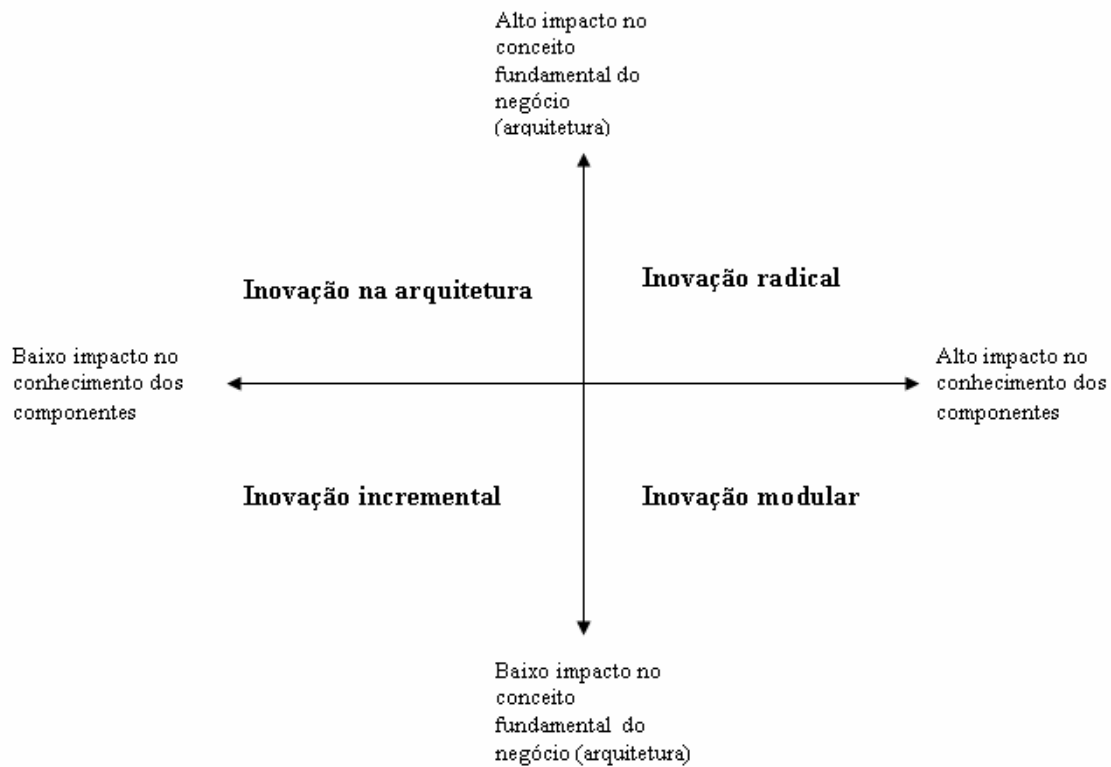 Alto impacto no
conceito
fundamental do
negócio
(arquitetura)
Inovação na arquitetura
Inovação radical
Baixo impacto no
conhecimento dos
componentes
Alto impacto no
conhecimento dos
componentes
Inovação incremental
Inovação modular
Baixo impacto no
conceito
fundamental do
negócio (arquitetura)